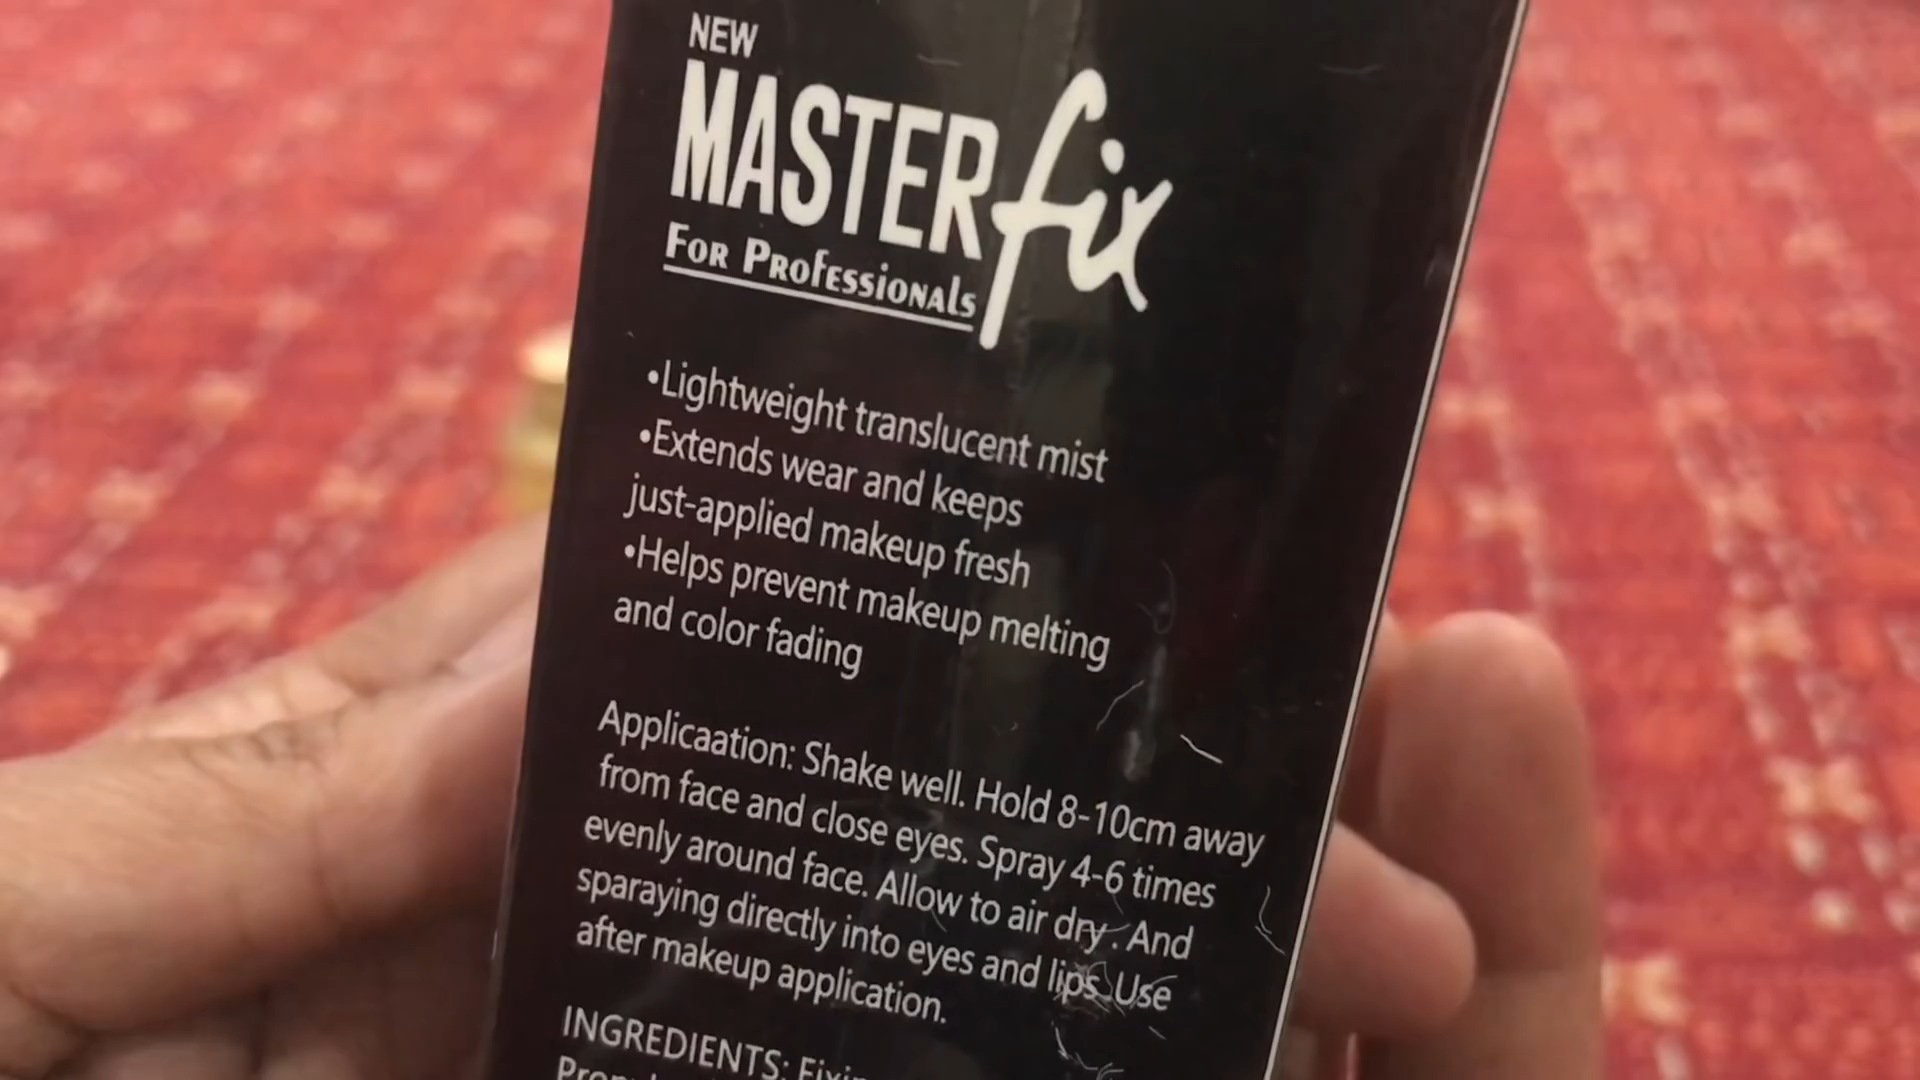 NEW
MASTER fix
FOR PROfESSIONAlS
•Lightweight translucent mist
•Extends wear and keeps
just-applied makeup fresh
•Helps prevent makeup melting
and color fading
Applicaation: Shake well. Hold 8-10cm away
from face and close eyes. Spray 4-6 times
evenly around face. Allow to air dry. And
sparaying directly into eyes and lips. Use
after makeup application.
INGREDIENTS: